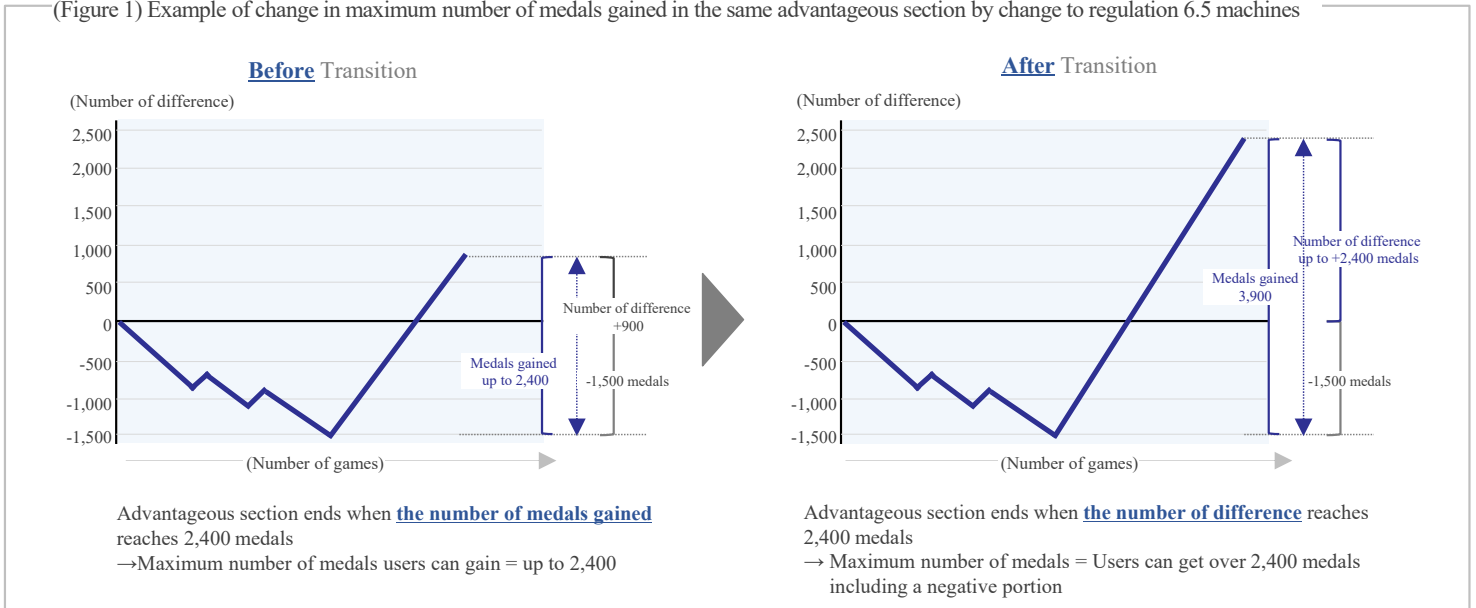 (Figure 1) Example of change in maximum number of medals gained in the same advantageous section by change to regulation 6.5 machines
Before Transition
(Number of difference)
2,500
2,000
1,500
1,000
500
0
-500
-1,000
-1,500
Number of difference
+900
Medals gained
up to 2,400
-1,500 medals
(Number of games)
Advantageous section ends when the number of medals gained
reaches 2,400 medals
→Maximum number of medals users can gain = up to 2,400
After Transition
(Number of difference)
2,500
2,000
1,500
1,000
500
0
-500
-1,000
-1,500
Number of difference
up to +2,400 medals
Medals gained
3,900
-1,500 medals
(Number of games)
Advantageous section ends when the number of difference reaches
2,400 medals
→ Maximum number of medals = Users can get over 2,400 medals
including a negative portion